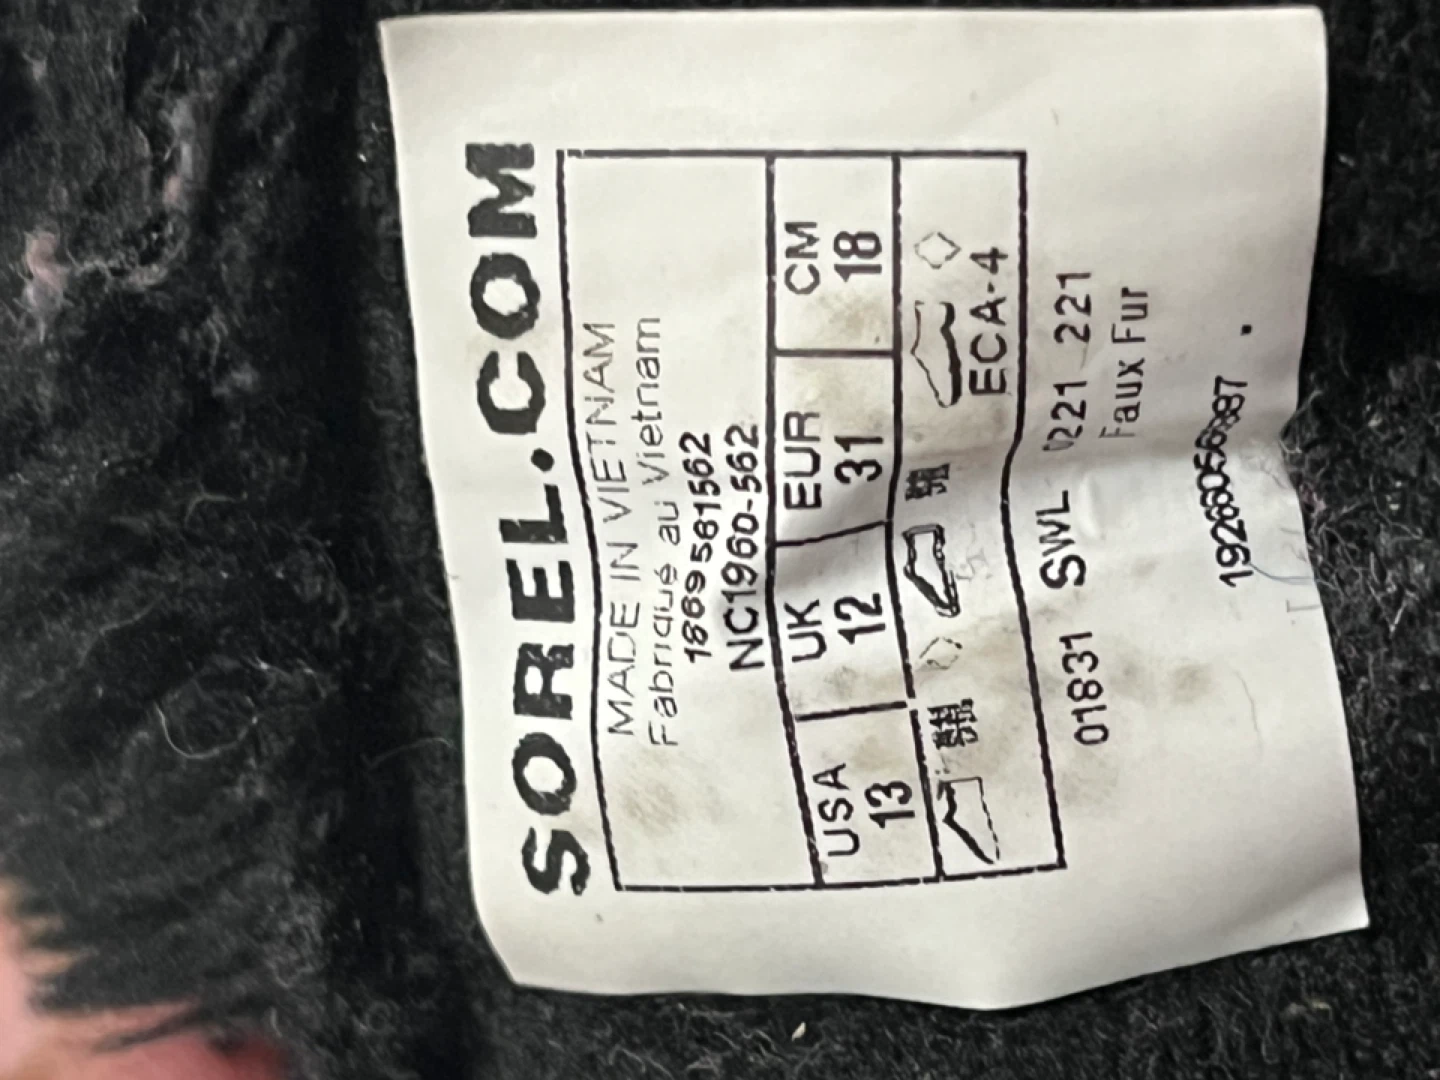 SOREL.COM
MADE IN VIETNAM
Fabriqué au Vietnam
1869581562
NC1960-562
USA UK EUR CM
13 12 31 18
ECA-4
01831 SWL 0221 221
Faux Fur